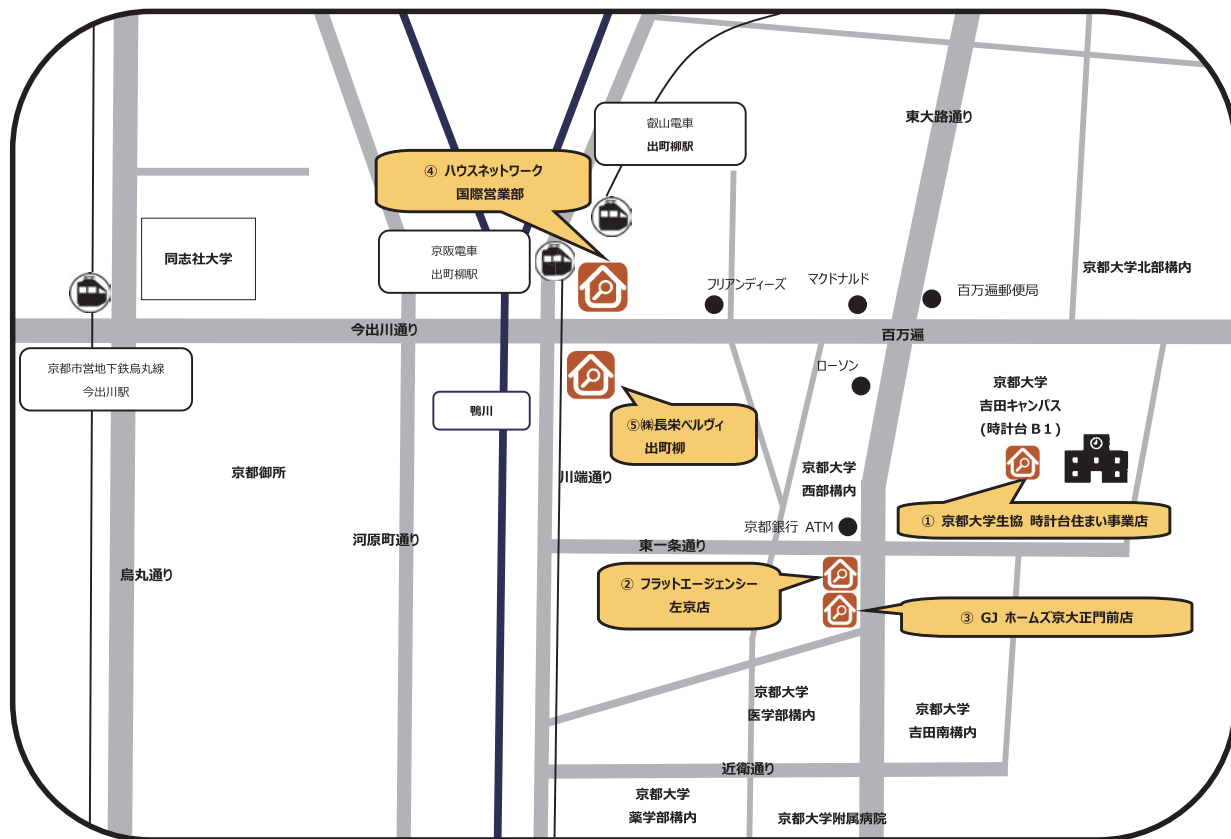 叡山電車
出町柳駅
東大路通り
④ ハウスネットワーク
国際営業部
京阪電車
出町柳駅
同志社大学
京都大学北部構内
フリアンディーズ
マクドナルド
百万遍郵便局
今出川通り
百万遍
京都市営地下鉄烏丸線
今出川駅
ローソン
京都大学
吉田キャンパス
(時計台 B 1)
鴨川
⑤㈱長栄ベルヴィ
出町柳
京都御所
川端通り
京都大学
西部構内
① 京都大学生協 時計台住まい事業店
京都銀行 ATM
河原町通り
東一条通り
烏丸通り
② フラットエージェンシー
左京店
③ GJ ホームズ京大正門前店
京都大学
医学部構内
京都大学
吉田南構内
近衛通り
京都大学
薬学部構内
京都大学附属病院